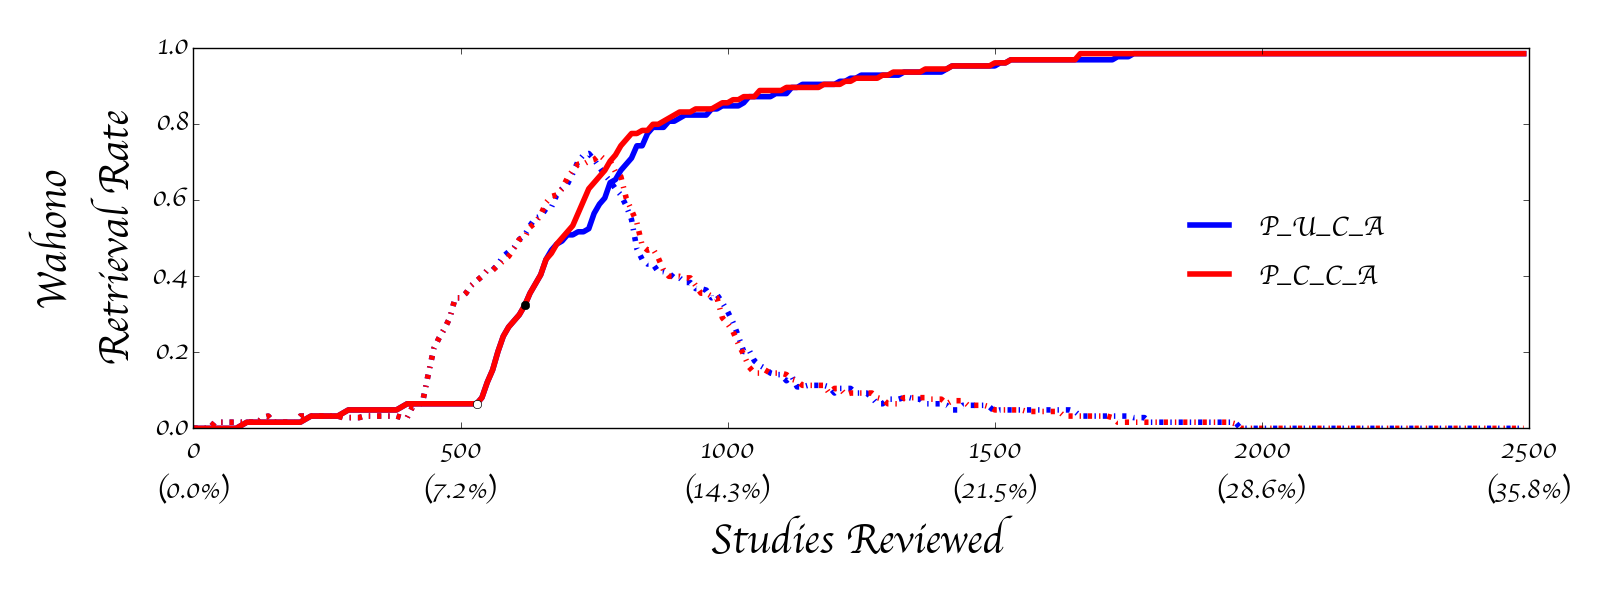 Wahono
Retrieval Rate
1.0
0.8
0.6
0.4
0.2
0.0
P_U_C_A
P_C_C_A
0 500 1000 1500 2000 2500
(0.0%) (7.2%) (14.3%) (21.5%) (28.6%) (35.8%)
Studies Reviewed